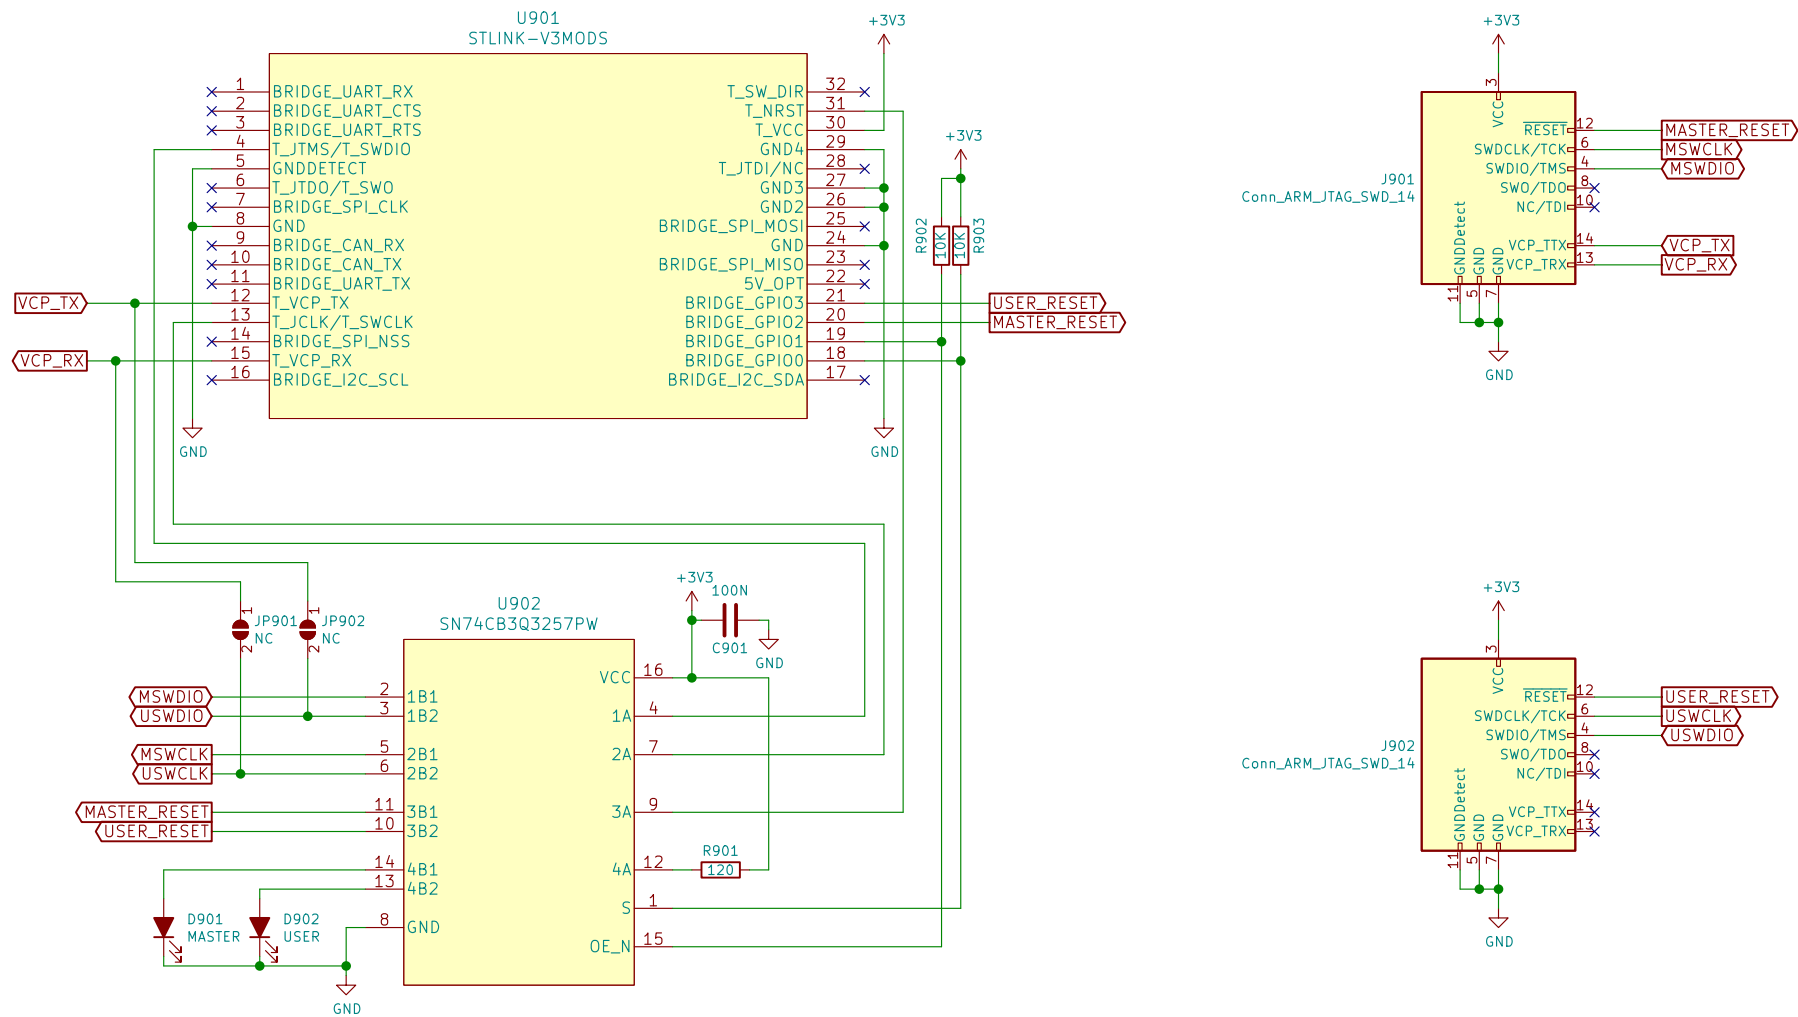 U901
STLINK-V3MODS
1 BRIDGE_UART_RX
2 BRIDGE_UART_CTS
3 BRIDGE_UART_RTS
4 T_JTMS/T_SWDIO
5 GNDDETECT
6 T_JTDO/T_SWO
7 BRIDGE_SPI_CLK
8 GND
9 BRIDGE_CAN_RX
10 BRIDGE_CAN_TX
11 BRIDGE_UART_TX
VCP_TX 12 T_VCP_TX
13 T_JCLK/T_SWCLK
14 BRIDGE_SPI_NSS
VCP_RX 15 T_VCP_RX
16 BRIDGE_I2C_SCL
GND
+3V3
T_SW_DIR 32
T_NRST 31
T_VCC 30
GND4 29
T_JTDI/NC 28
GND3 27
GND2 26
BRIDGE_SPI_MOSI 25
GND 24
BRIDGE_SPI_MISO 23
5V_OPT 22
BRIDGE_GPIO3 21 USER_RESET
BRIDGE_GPIO2 20 MASTER_RESET
BRIDGE_GPIO1 19
BRIDGE_GPIO0 18
BRIDGE_I2C_SDA 17
GND
+3V3
R902 10K 10K R903
+3V3
3
VCC
RESET 12 MASTER_RESET
SWDCLK/TCK 6 MSWCLK
SWDIO/TMS 4 MSWDIO
SWO/TDO 8
NC/TDI 10
VCP_TTX 14 VCP_TX
VCP_TRX 13 VCP_RX
J901
Conn_ARM_JTAG_SWD_14
GNDDetect GND GND
11 5 7
GND
1 JP901 NC 2
1 JP902 NC 2
U902
SN74CB3Q3257PW
MSWDIO 2 1B1
USWDIO 3 1B2
MSWCLK 5 2B1
USWCLK 6 2B2
MASTER_RESET 11 3B1
USER_RESET 10 3B2
14 4B1
13 4B2
8 GND
D901
MASTER
D902
USER
GND
+3V3
100N
C901
GND
VCC 16
1A 4
2A 7
3A 9
4A 12
R901
120
S 1
OE_N 15
+3V3
3
VCC
RESET 12 USER_RESET
SWDCLK/TCK 6 USWCLK
SWDIO/TMS 4 USWDIO
SWO/TDO 8
NC/TDI 10
VCP_TTX 14
VCP_TRX 13
J902
Conn_ARM_JTAG_SWD_14
GNDDetect GND GND
11 5 7
GND